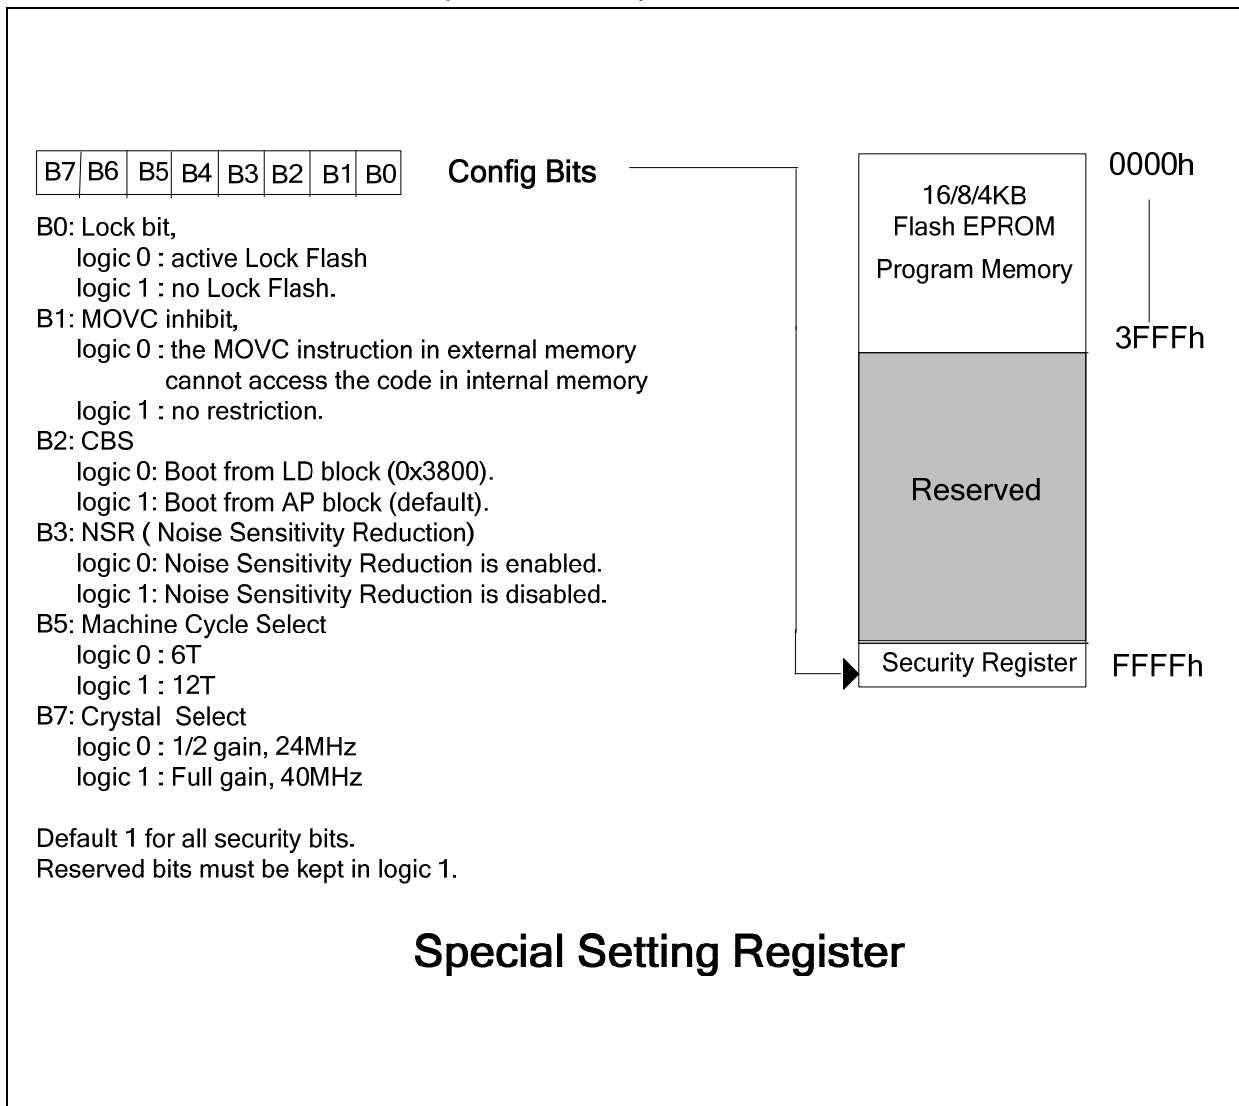 B7 B6 B5 B4 B3 B2 B1 B0
Config Bits
B0: Lock bit,
logic 0 : active Lock Flash
logic 1 : no Lock Flash.
B1: MOVC inhibit,
logic 0 : the MOVC instruction in external memory
cannot access the code in internal memory
logic 1 : no restriction.
B2: CBS
logic 0: Boot from LD block (0x3800).
logic 1: Boot from AP block (default).
B3: NSR ( Noise Sensitivity Reduction)
logic 0: Noise Sensitivity Reduction is enabled.
logic 1: Noise Sensitivity Reduction is disabled.
B5: Machine Cycle Select
logic 0 : 6T
logic 1 : 12T
B7: Crystal Select
logic 0 : 1/2 gain, 24MHz
logic 1 : Full gain, 40MHz
Default 1 for all security bits.
Reserved bits must be kept in logic 1.
16/8/4KB
Flash EPROM
Program Memory
0000h
3FFFh
Reserved
Security Register
FFFFh
Special Setting Register